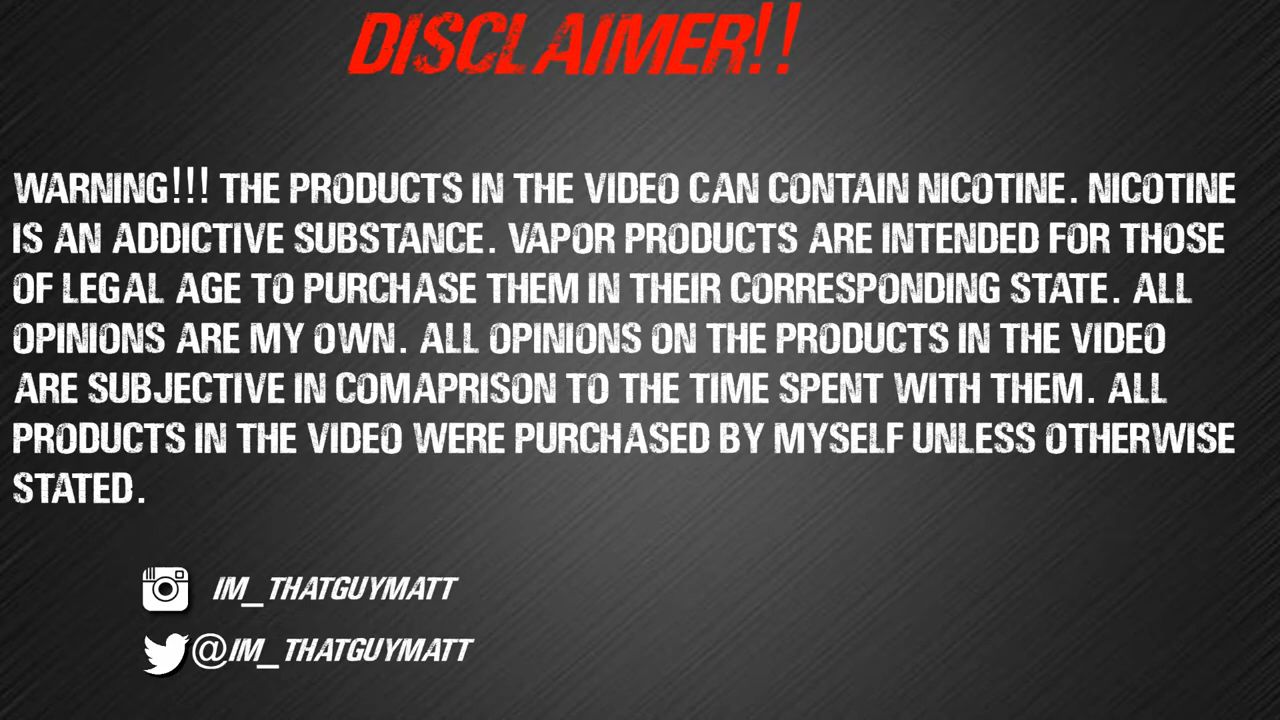 DISCLAIMER!!
WARNING!!! THE PRODUCTS IN THE VIDEO CAN CONTAIN NICOTINE. NICOTINE
IS AN ADDICTIVE SUBSTANCE. VAPOR PRODUCTS ARE INTENDED FOR THOSE
OF LEGAL AGE TO PURCHASE THEM IN THEIR CORRESPONDING STATE. ALL
OPINIONS ARE MY OWN. ALL OPINIONS ON THE PRODUCTS IN THE VIDEO
ARE SUBJECTIVE IN COMAPRISON TO THE TIME SPENT WITH THEM. ALL
PRODUCTS IN THE VIDEO WERE PURCHASED BY MYSELF UNLESS OTHERWISE
STATED.
IM_THATGUYMATT
@IM_THATGUYMATT